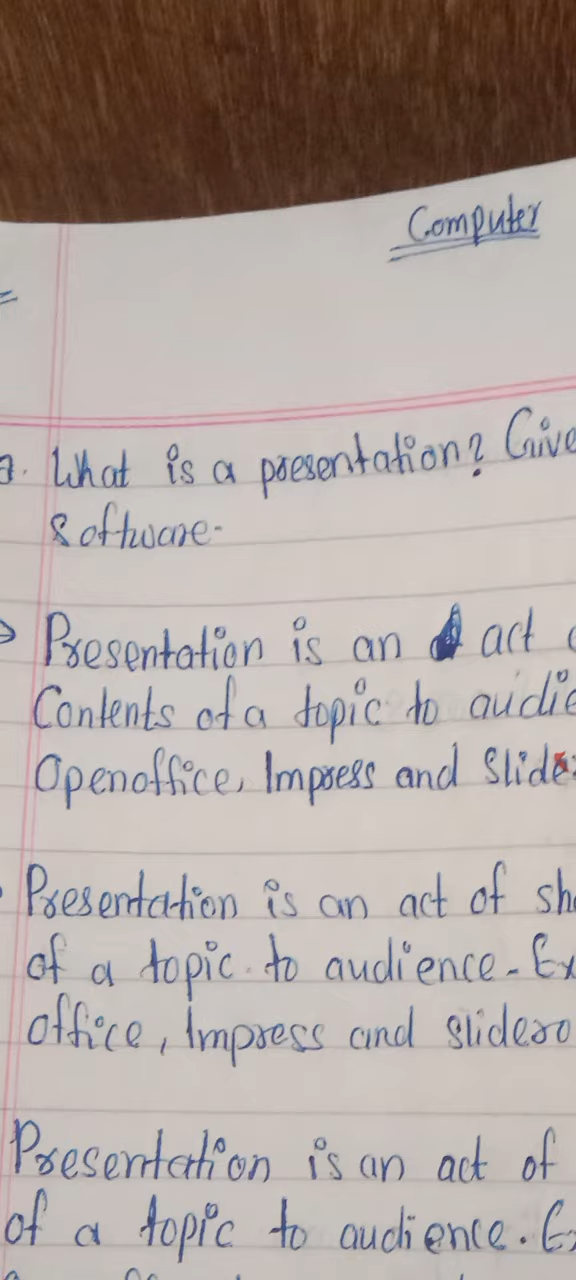 Computer
a. What is a presentation? Give
Software.
Presentation is an act
Contents of a topic to audie
Openoffice, Impress and Slide
Presentation is an act of sh
of a topic to audience. Ex
office, Impress and slidero
Presentation is an act of
of a topic to audience. Ex